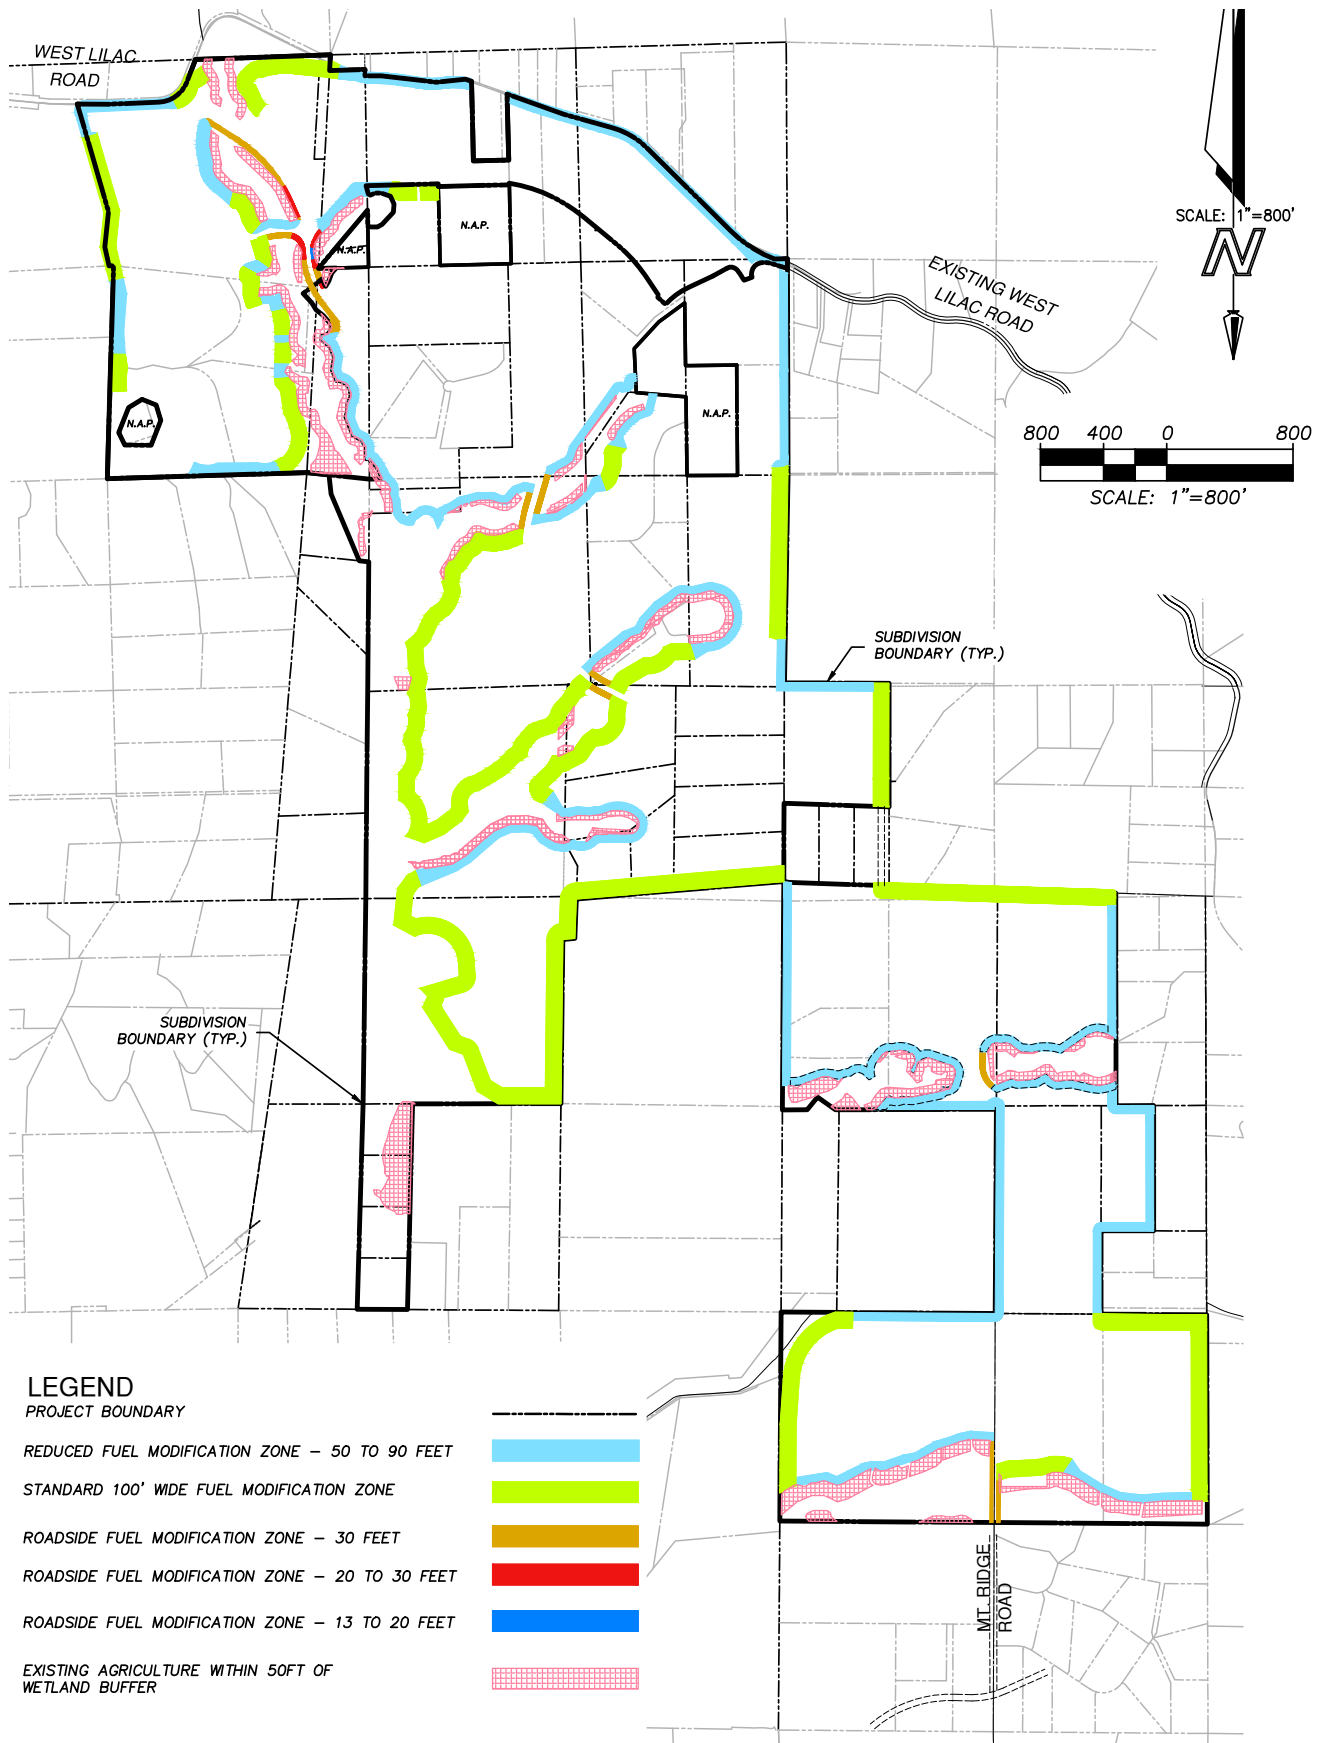 WEST LILAC
ROAD
SCALE: 1"=800'
N
N.A.P.
N.A.P.
EXISTING WEST
LILAC ROAD
N.A.P.
N.A.P.
800 400 0 800
SCALE: 1"=800'
SUBDIVISION
BOUNDARY (TYP.)
SUBDIVISION
BOUNDARY (TYP.)
LEGEND
PROJECT BOUNDARY
REDUCED FUEL MODIFICATION ZONE – 50 TO 90 FEET
STANDARD 100' WIDE FUEL MODIFICATION ZONE
ROADSIDE FUEL MODIFICATION ZONE – 30 FEET
ROADSIDE FUEL MODIFICATION ZONE – 20 TO 30 FEET
ROADSIDE FUEL MODIFICATION ZONE – 13 TO 20 FEET
EXISTING AGRICULTURE WITHIN 50FT OF
WETLAND BUFFER
MT. RIDGE
ROAD